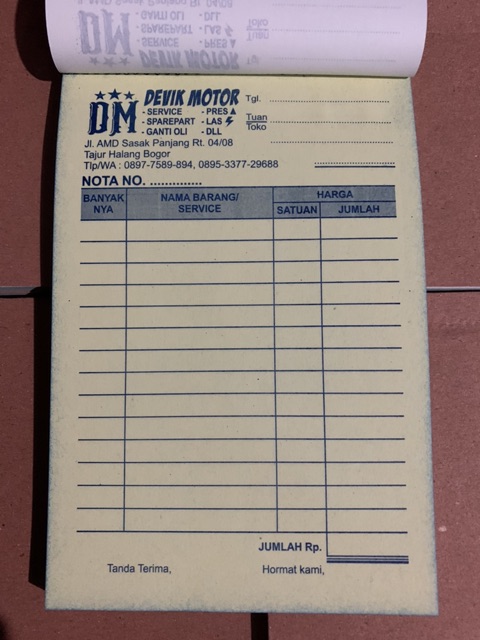 DM DEVIK MOTOR
- SERVICE - PRES
- SPAREPART - LAS
- GANTI OLI - DLL
Jl. AMD Sasak Panjang Rt. 04/08
Tajur Halang Bogor
Tlp/WA : 0897-7589-894, 0895-3377-29688
Tgl. ..............................
Tuan ..............................
Toko
NOTA NO. ..............
BANYAK NYA NAMA BARANG/ SERVICE HARGA
SATUAN JUMLAH
JUMLAH Rp.
Tanda Terima, Hormat kami,